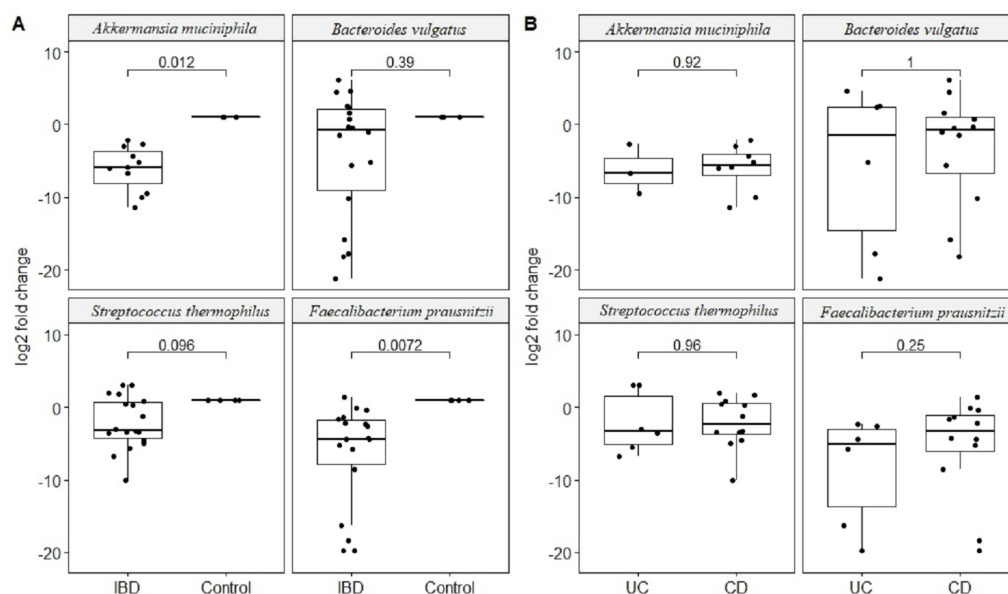 A
B
Akkermansia muciniphila
Bacteroides vulgatus
Akkermansia muciniphila
Bacteroides vulgatus
10
0.012
0.39
10
0.92
1
0
0
-10
-10
-20
-20
log2 fold change
log2 fold change
Streptococcus thermophilus
Faecalibacterium prausnitzii
Streptococcus thermophilus
Faecalibacterium prausnitzii
10
0.096
0.0072
10
0.96
0.25
0
0
-10
-10
-20
-20
IBD
Control
IBD
Control
UC
CD
UC
CD